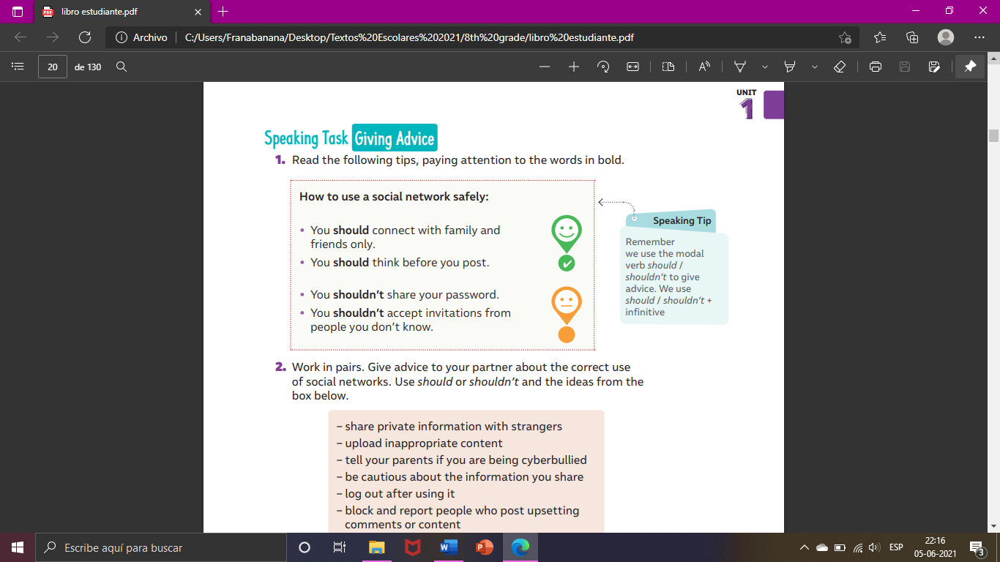 libro estudiante.pdf
Archivo
C:/Users/Franabanana/Desktop/Textos%20Escolares%202021/8th%20grade/libro%20estudiante.pdf
20
de 130
UNIT
1
Speaking Task Giving Advice
1. Read the following tips, paying attention to the words in bold.
How to use a social network safely:
• You should connect with family and
friends only.
• You should think before you post.
• You shouldn't share your password.
• You shouldn't accept invitations from
people you don't know.
Speaking Tip
Remember
we use the modal
verb should /
shouldn't to give
advice. We use
should / shouldn't +
infinitive
2. Work in pairs. Give advice to your partner about the correct use
of social networks. Use should or shouldn't and the ideas from the
box below.
– share private information with strangers
– upload inappropriate content
– tell your parents if you are being cyberbullied
– be cautious about the information you share
– log out after using it
– block and report people who post upsetting
comments or content
Escribe aquí para buscar
ESP
22:16
05-06-2021
3